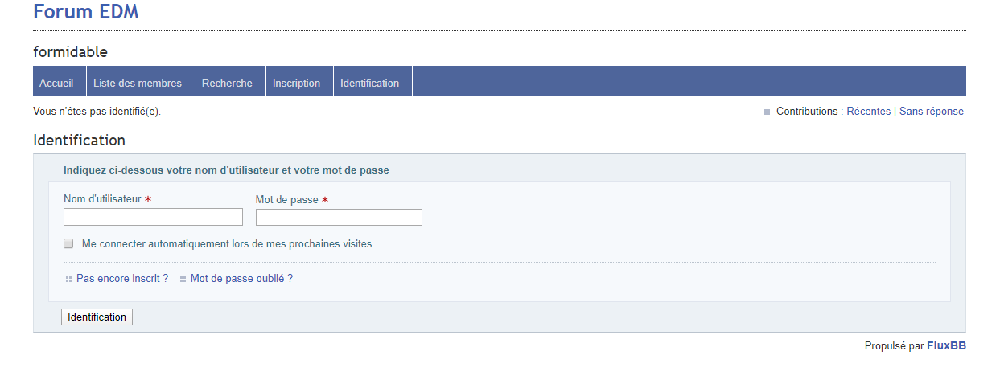 Forum EDM
formidable
Accueil Liste des membres Recherche Inscription Identification
Vous n'êtes pas identifié(e). Contributions : Récentes | Sans réponse
Identification
Indiquez ci-dessous votre nom d'utilisateur et votre mot de passe
Nom d'utilisateur * Mot de passe *
Me connecter automatiquement lors de mes prochaines visites.
Pas encore inscrit ? Mot de passe oublié ?
Identification
Propulsé par FluxBB